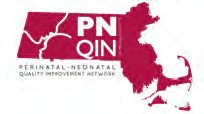 PN
QIN
PERINATAL-NEONATAL
QUALITY IMPROVEMENT NETWORK